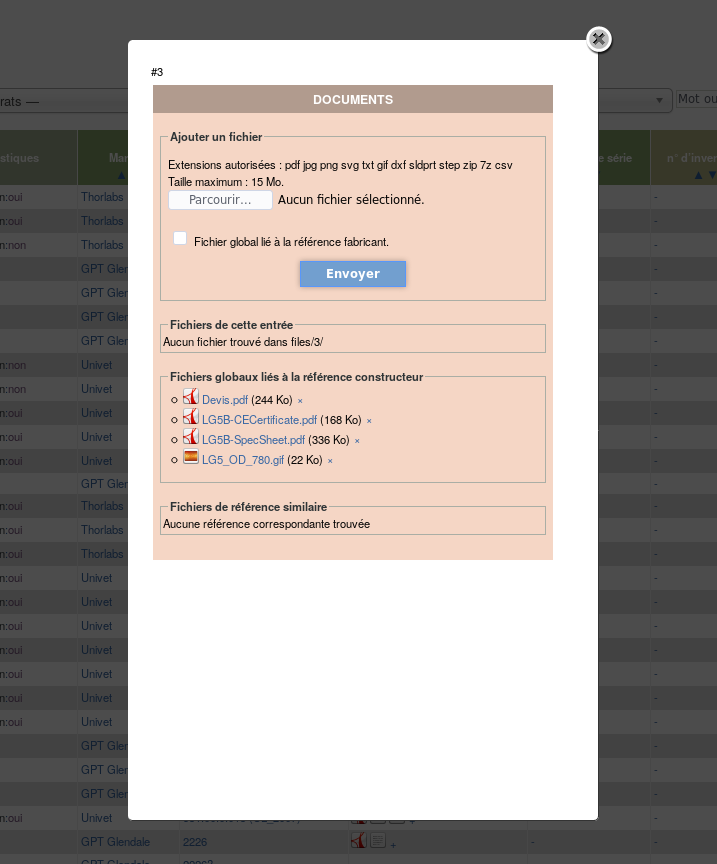 #3
rats —
Mot ou
DOCUMENTS
stiques
Mar
e série
n° d'inver
▲
▲ ▼
Ajouter un fichier
Extensions autorisées : pdf jpg png svg txt gif dxf sldprt step zip 7z csv
Taille maximum : 15 Mo.
Parcourir... Aucun fichier sélectionné.
Fichier global lié à la référence fabricant.
Envoyer
Fichiers de cette entrée
Aucun fichier trouvé dans files/3/
Fichiers globaux liés à la référence constructeur
Devis.pdf (244 Ko) ×
LG5B-CECertificate.pdf (168 Ko) ×
LG5B-SpecSheet.pdf (336 Ko) ×
LG5_OD_780.gif (22 Ko) ×
Fichiers de référence similaire
Aucune référence correspondante trouvée
n:oui Thorlabs -
n:oui Thorlabs -
n:non Thorlabs -
GPT Glen -
GPT Glen -
GPT Glen -
GPT Glen -
n:non Univet -
n:non Univet -
n:oui Univet -
n:oui Univet -
n:oui Univet -
GPT Glen -
n:oui Thorlabs -
n:oui Thorlabs -
n:oui Thorlabs -
n:oui Univet -
n:oui Univet -
n:oui Univet -
n:oui Univet -
n:oui Univet -
n:oui Univet -
n:oui Univet -
GPT Glen -
GPT Glen -
GPT Glen -
n:oui Univet -
GPT Glendale 2226 + - -